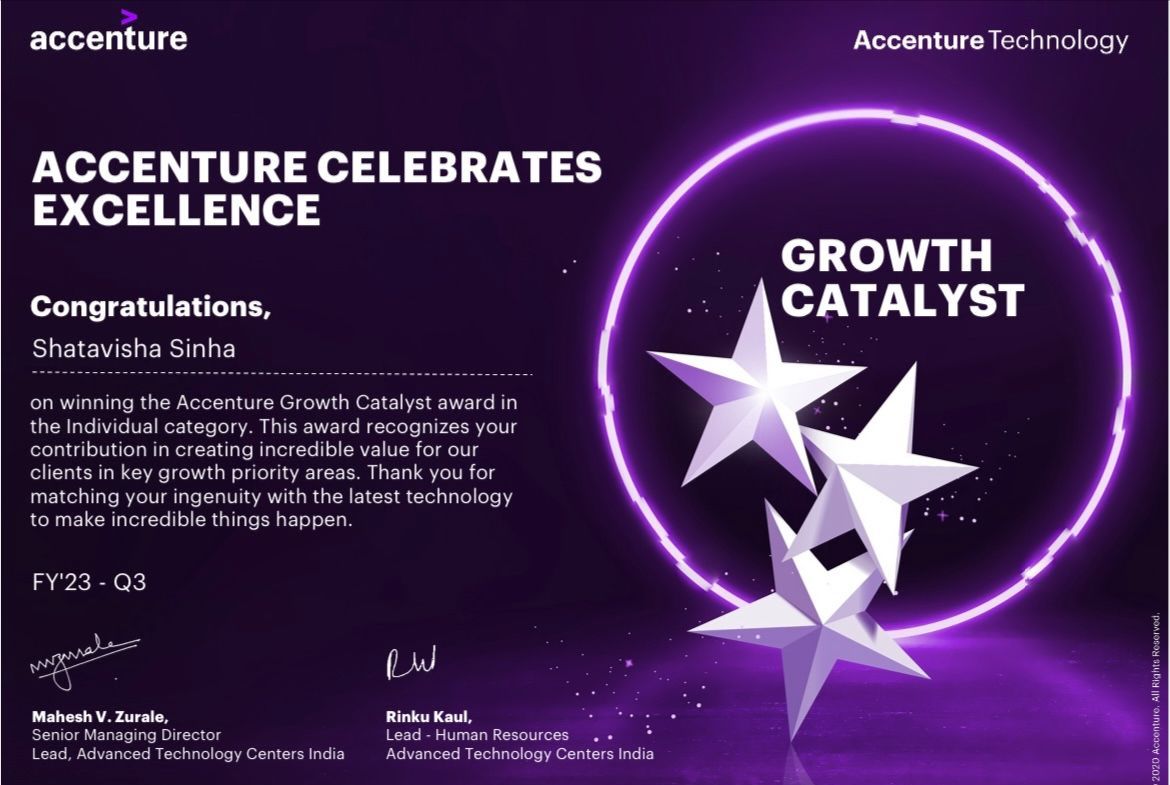 accenture
Accenture Technology
ACCENTURE CELEBRATES
EXCELLENCE
GROWTH
CATALYST
Congratulations,
Shatavisha Sinha
on winning the Accenture Growth Catalyst award in
the Individual category. This award recognizes your
contribution in creating incredible value for our
clients in key growth priority areas. Thank you for
matching your ingenuity with the latest technology
to make incredible things happen.
FY'23 - Q3
Mahesh V. Zurale,
Senior Managing Director
Lead, Advanced Technology Centers India
Rinku Kaul,
Lead - Human Resources
Advanced Technology Centers India
2020 Accenture. All Rights Reserved.